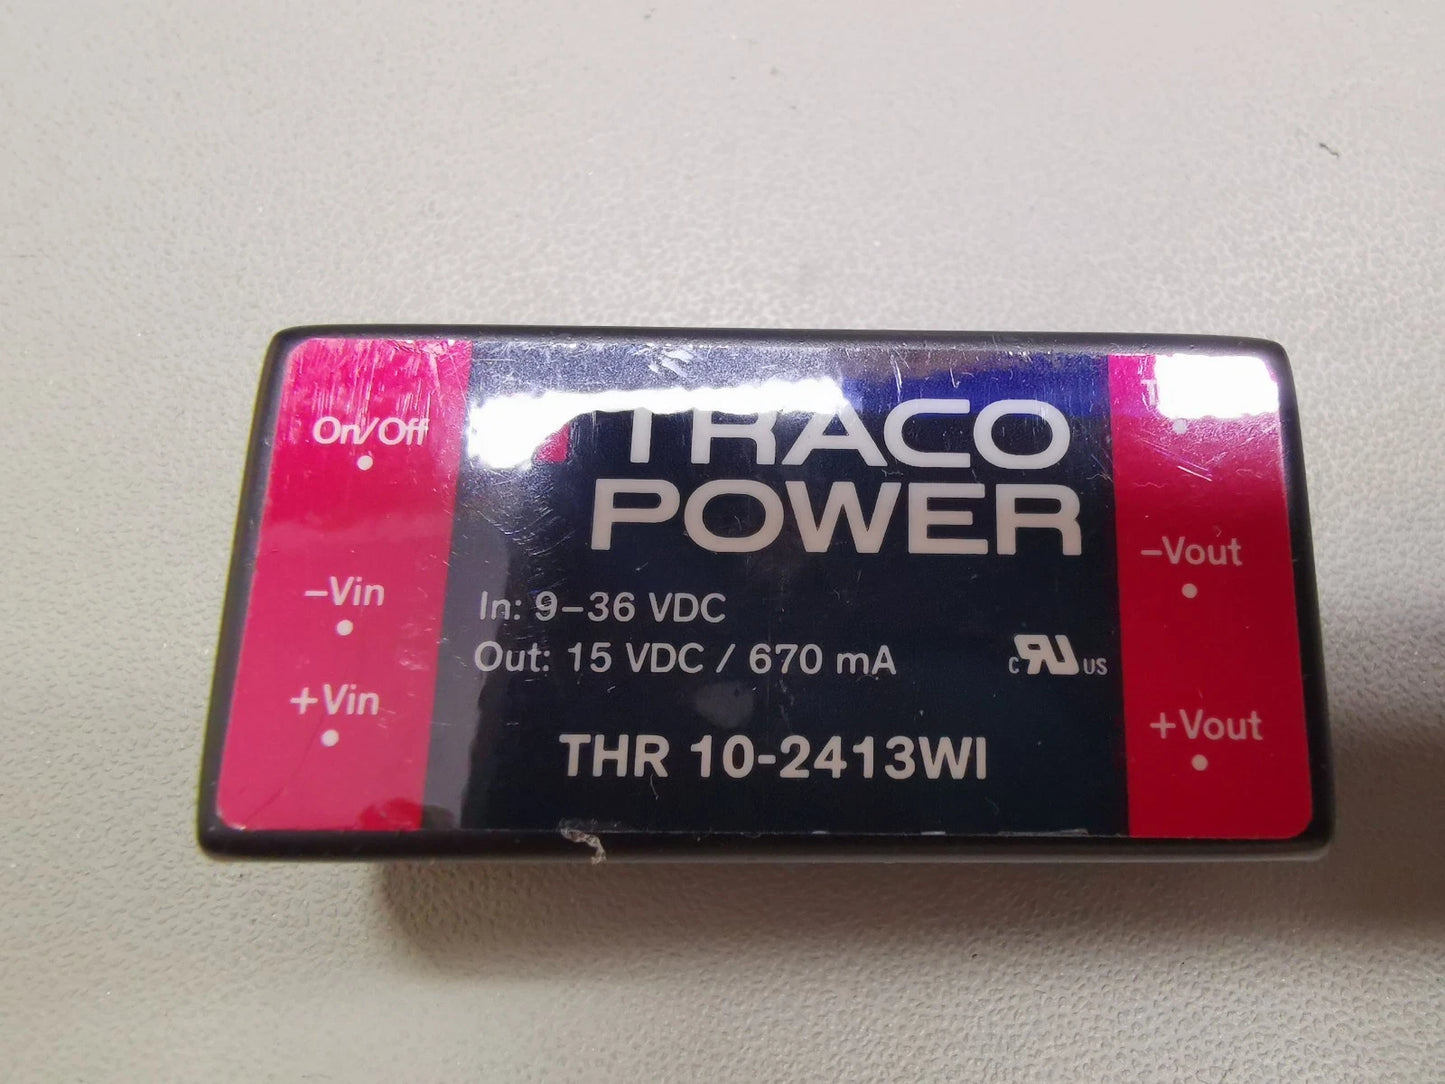 On/Off
–Vin
+Vin
TRACO
POWER
In: 9–36 VDC
Out: 15 VDC / 670 mA
c US
THR 10-2413WI
–Vout
+Vout